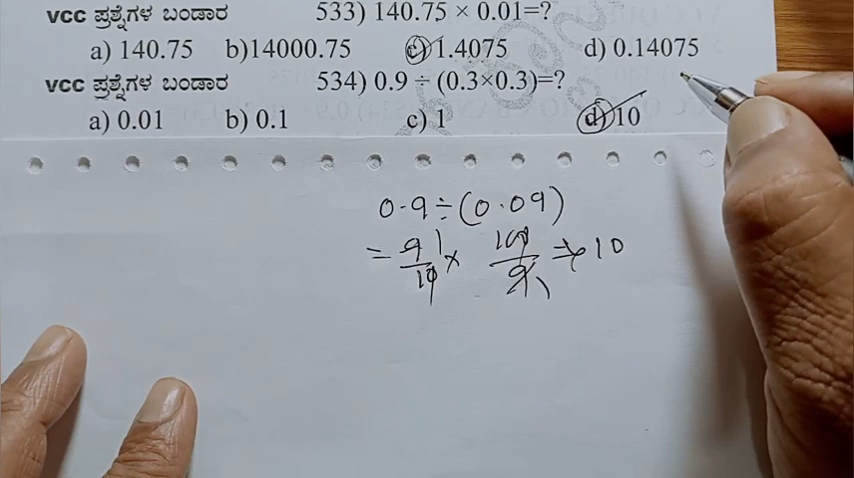 vcc ಪ್ರಶ್ನೆಗಳ ಬಂಡಾರ 533) 140.75 × 0.01=?
a) 140.75 b)14000.75 c) 1.4075 d) 0.14075
vcc ಪ್ರಶ್ನೆಗಳ ಬಂಡಾರ 534) 0.9 ÷ (0.3×0.3)=?
a) 0.01 b) 0.1 c) 1 d) 10
0.9÷(0.09)
= 9/10 × 100/9 ⇒ 10